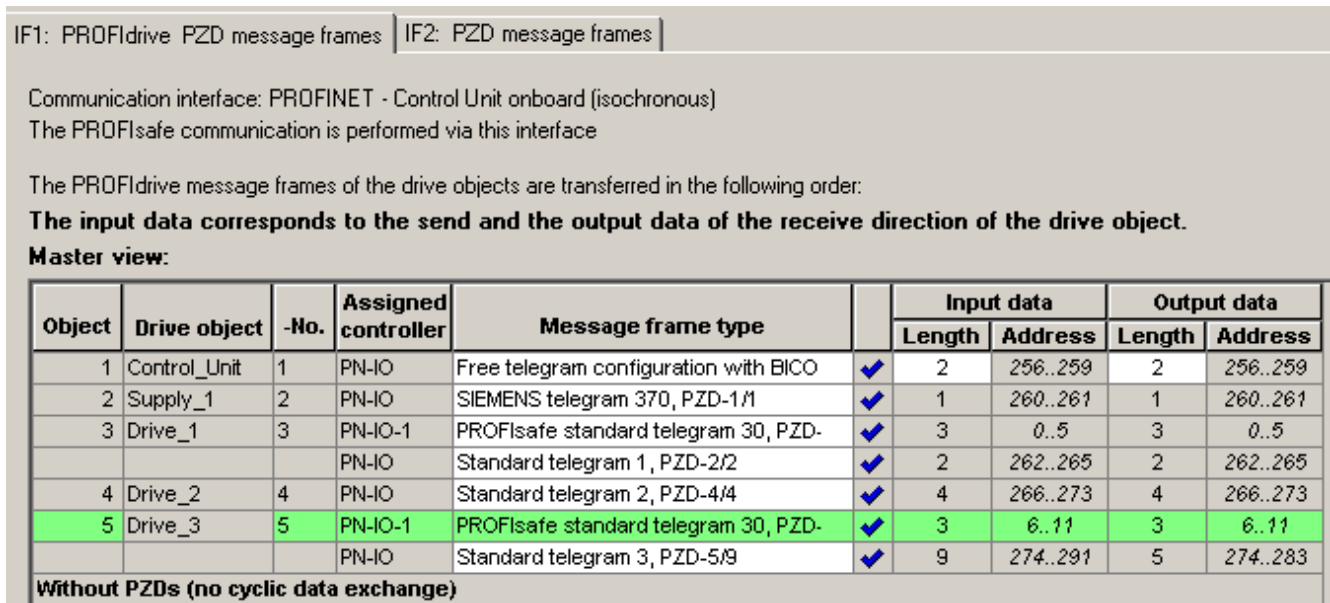 IF1: PROFIdrive PZD message frames IF2: PZD message frames
Communication interface: PROFINET - Control Unit onboard (isochronous)
The PROFIsafe communication is performed via this interface
The PROFIdrive message frames of the drive objects are transferred in the following order:
The input data corresponds to the send and the output data of the receive direction of the drive object.
Master view:
Object Drive object -No. Assigned controller Message frame type Input data Output data
Length Address Length Address
1 Control_Unit 1 PN-IO Free telegram configuration with BICO 2 256..259 2 256..259
2 Supply_1 2 PN-IO SIEMENS telegram 370, PZD-1/1 1 260..261 1 260..261
3 Drive_1 3 PN-IO-1 PROFIsafe standard telegram 30, PZD- 3 0..5 3 0..5
PN-IO Standard telegram 1, PZD-2/2 2 262..265 2 262..265
4 Drive_2 4 PN-IO Standard telegram 2, PZD-4/4 4 266..273 4 266..273
5 Drive_3 5 PN-IO-1 PROFIsafe standard telegram 30, PZD- 3 6..11 3 6..11
PN-IO Standard telegram 3, PZD-5/9 9 274..291 5 274..283
Without PZDs (no cyclic data exchange)